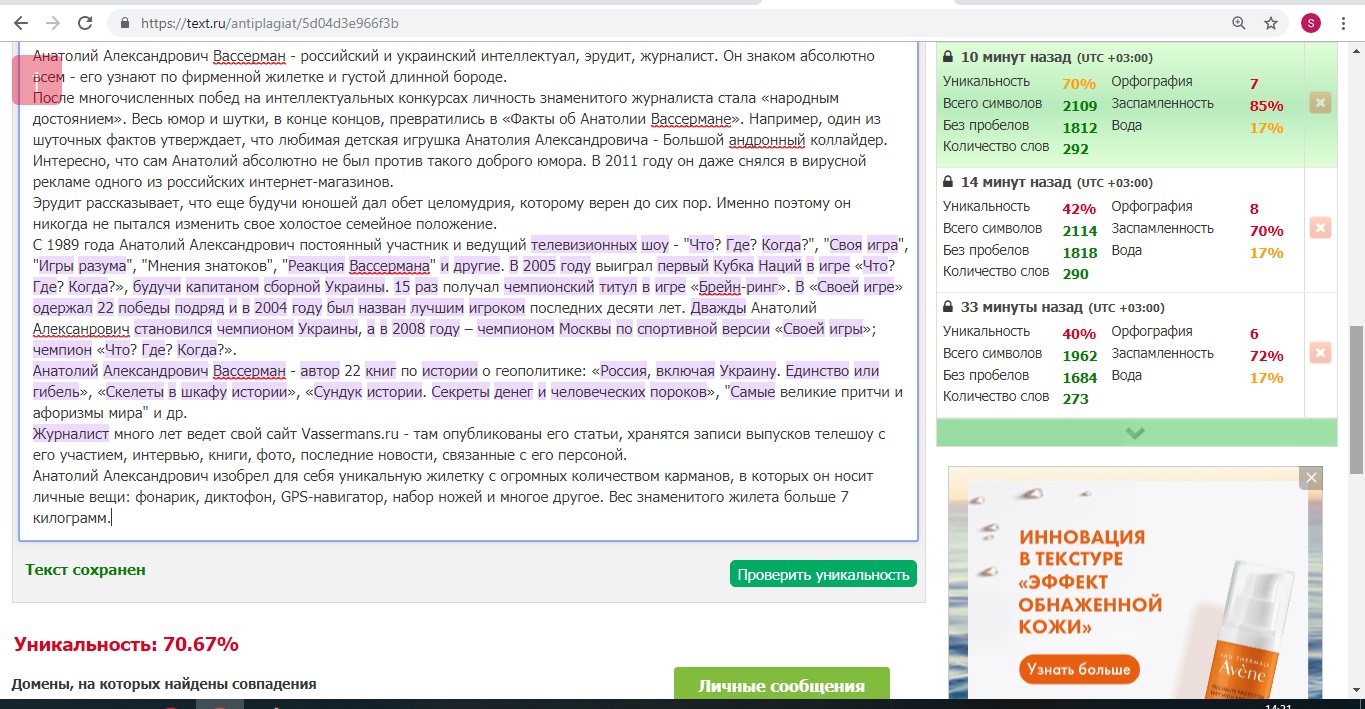 https://text.ru/antiplagiat/5d04d3e966f3b
S
Анатолий Александрович Вассерман - российский и украинский интеллектуал, эрудит, журналист. Он знаком абсолютно
всем - его узнают по фирменной жилетке и густой длинной бороде.
После многочисленных побед на интеллектуальных конкурсах личность знаменитого журналиста стала «народным
достоянием». Весь юмор и шутки, в конце концов, превратились в «Факты об Анатолии Вассермане». Например, один из
шуточных фактов утверждает, что любимая детская игрушка Анатолия Александровича - Большой андронный коллайдер.
Интересно, что сам Анатолий абсолютно не был против такого доброго юмора. В 2011 году он даже снялся в вирусной
рекламе одного из российских интернет-магазинов.
Эрудит рассказывает, что еще будучи юношей дал обет целомудрия, которому верен до сих пор. Именно поэтому он
никогда не пытался изменить свое холостое семейное положение.
С 1989 года Анатолий Александрович постоянный участник и ведущий телевизионных шоу - "Что? Где? Когда?", "Своя игра",
"Игры разума", "Мнения знатоков", "Реакция Вассермана" и другие. В 2005 году выиграл первый Кубка Наций в игре «Что?
Где? Когда?», будучи капитаном сборной Украины. 15 раз получал чемпионский титул в игре «Брейн-ринг». В «Своей игре»
одержал 22 победы подряд и в 2004 году был назван лучшим игроком последних десяти лет. Дважды Анатолий
Алексанрович становился чемпионом Украины, а в 2008 году – чемпионом Москвы по спортивной версии «Своей игры»;
чемпион «Что? Где? Когда?».
Анатолий Александрович Вассерман - автор 22 книг по истории о геополитике: «Россия, включая Украину. Единство или
гибель», «Скелеты в шкафу истории», «Сундук истории. Секреты денег и человеческих пороков», "Самые великие притчи и
афоризмы мира" и др.
Журналист много лет ведет свой сайт Vassermans.ru - там опубликованы его статьи, хранятся записи выпусков телешоу с
его участием, интервью, книги, фото, последние новости, связанные с его персоной.
Анатолий Александрович изобрел для себя уникальную жилетку с огромных количеством карманов, в которых он носит
личные вещи: фонарик, диктофон, GPS-навигатор, набор ножей и многое другое. Вес знаменитого жилета больше 7
килограмм.
Текст сохранен
Проверить уникальность
Уникальность: 70.67%
Домены, на которых найдены совпадения
Личные сообщения
10 минут назад (UTC +03:00)
Уникальность 70% Орфография 7
Всего символов 2109 Заспамленность 85%
Без пробелов 1812 Вода 17%
Количество слов 292
14 минут назад (UTC +03:00)
Уникальность 42% Орфография 8
Всего символов 2114 Заспамленность 70%
Без пробелов 1818 Вода 17%
Количество слов 290
33 минуты назад (UTC +03:00)
Уникальность 40% Орфография 6
Всего символов 1962 Заспамленность 72%
Без пробелов 1684 Вода 17%
Количество слов 273
ИННОВАЦИЯ
В ТЕКСТУРЕ
«ЭФФЕКТ
ОБНАЖЕННОЙ
КОЖИ»
Узнать больше
EAU THERMALE
Avène